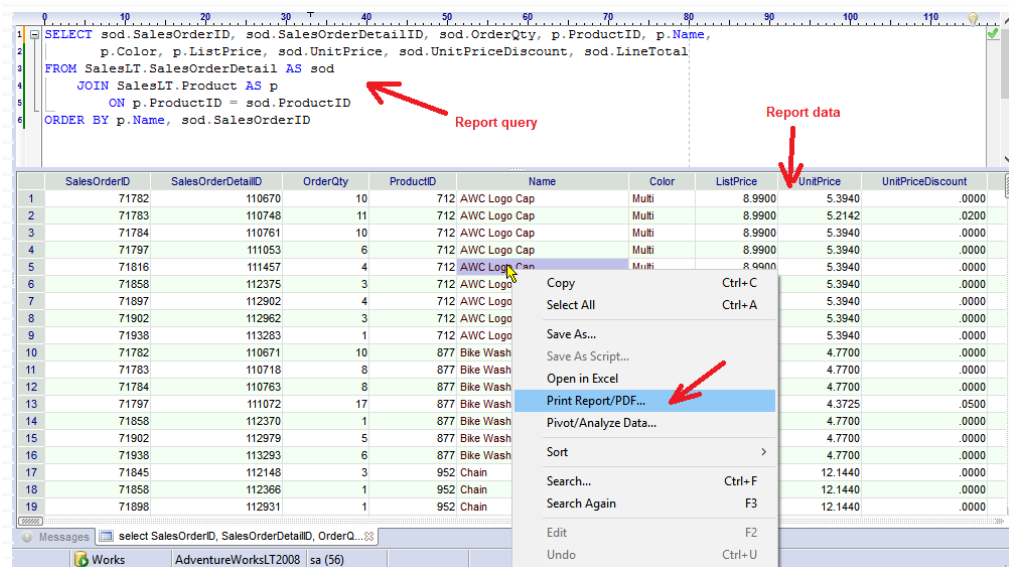 0 10 20 30 40 50 60 70 80 90 100 110
1 SELECT sod.SalesOrderID, sod.SalesOrderDetailID, sod.OrderQty, p.ProductID, p.Name,
2 p.Color, p.ListPrice, sod.UnitPrice, sod.UnitPriceDiscount, sod.LineTotal
3 FROM SalesLT.SalesOrderDetail AS sod
4 JOIN SalesLT.Product AS p
5 ON p.ProductID = sod.ProductID
6 ORDER BY p.Name, sod.SalesOrderID
Report query
Report data
SalesOrderID SalesOrderDetailID OrderQty ProductID Name Color ListPrice UnitPrice UnitPriceDiscount
1 71782 110670 10 712 AWC Logo Cap Multi 8.9900 5.3940 .0000
2 71783 110748 11 712 AWC Logo Cap Multi 8.9900 5.2142 .0200
3 71784 110761 10 712 AWC Logo Cap Multi 8.9900 5.3940 .0000
4 71797 111053 6 712 AWC Logo Cap Multi 8.9900 5.3940 .0000
5 71816 111457 4 712 AWC Logo Cap Multi 8.9900 5.3940 .0000
6 71858 112375 3 712 AWC Logo 5.3940 .0000
7 71897 112902 4 712 AWC Logo 5.3940 .0000
8 71902 112962 3 712 AWC Logo 5.3940 .0000
9 71938 113283 1 712 AWC Logo 5.3940 .0000
10 71782 110671 10 877 Bike Wash 4.7700 .0000
11 71783 110718 8 877 Bike Wash 4.7700 .0000
12 71784 110763 8 877 Bike Wash 4.7700 .0000
13 71797 111072 17 877 Bike Wash 4.3725 .0500
14 71858 112370 1 877 Bike Wash 4.7700 .0000
15 71902 112979 5 877 Bike Wash 4.7700 .0000
16 71938 113293 6 877 Bike Wash 4.7700 .0000
17 71845 112148 3 952 Chain 12.1440 .0000
18 71858 112366 1 952 Chain 12.1440 .0000
19 71898 112931 1 952 Chain 12.1440 .0000
Copy Ctrl+C
Select All Ctrl+A
Save As...
Save As Script...
Open in Excel
Print Report/PDF...
Pivot/Analyze Data...
Sort
Search... Ctrl+F
Search Again F3
Edit F2
Undo Ctrl+U
Messages select SalesOrderID, SalesOrderDetailID, OrderQ...
Works AdventureWorksLT2008 sa (56)